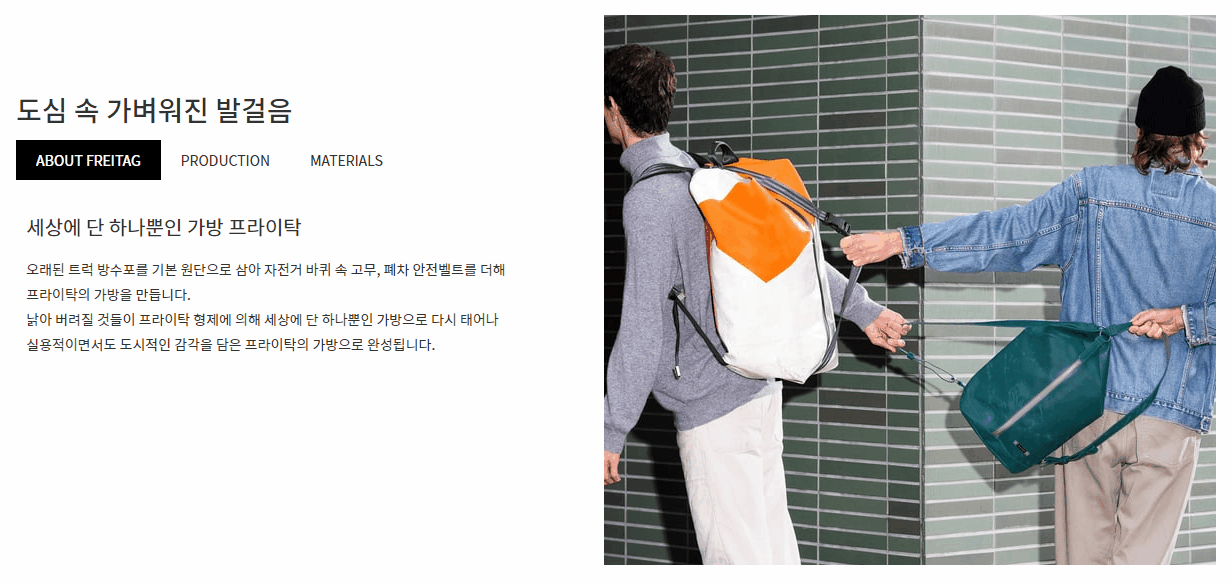 도심 속 가벼워진 발걸음
ABOUT FREITAG PRODUCTION MATERIALS
세상에 단 하나뿐인 가방 프라이탁
오래된 트럭 방수포를 기본 원단으로 삼아 자전거 바퀴 속 고무, 폐차 안전벨트를 더해
프라이탁의 가방을 만듭니다.
낡아 버려질 것들이 프라이탁 형제에 의해 세상에 단 하나뿐인 가방으로 다시 태어나
실용적이면서도 도시적인 감각을 담은 프라이탁의 가방으로 완성됩니다.